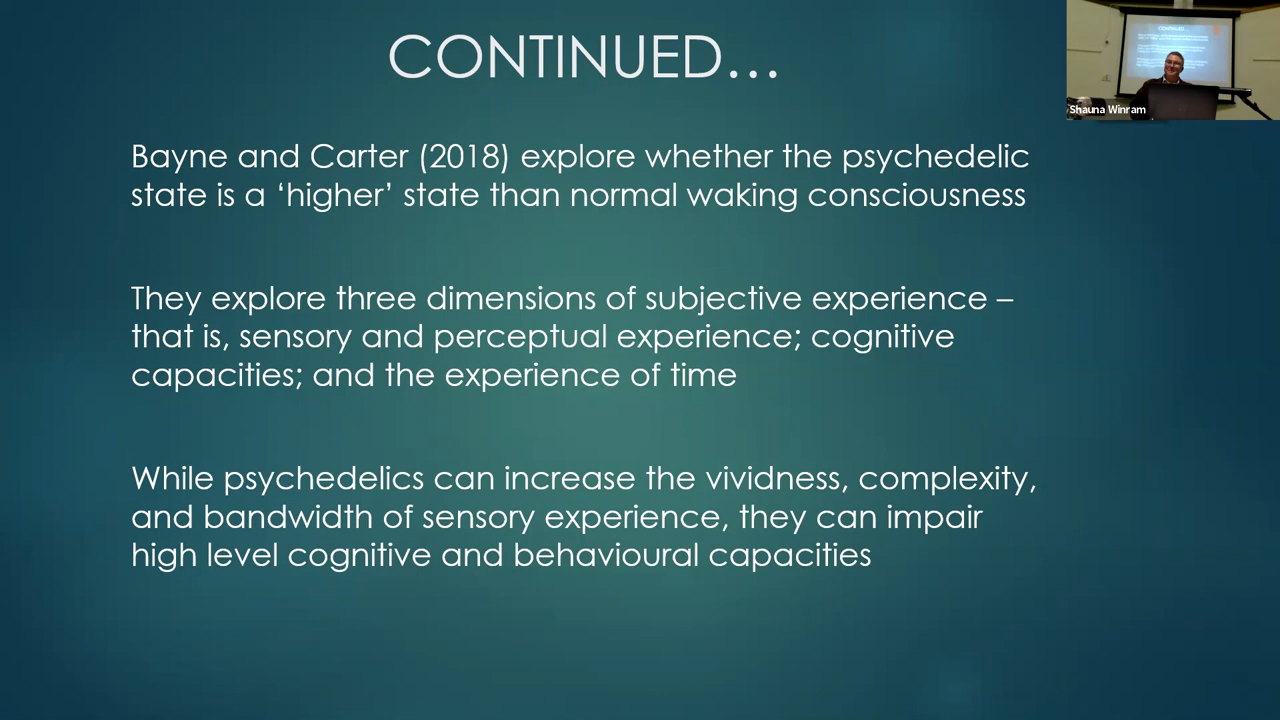 CONTINUED…
Shauna Winram
Bayne and Carter (2018) explore whether the psychedelic
state is a ‘higher’ state than normal waking consciousness
They explore three dimensions of subjective experience –
that is, sensory and perceptual experience; cognitive
capacities; and the experience of time
While psychedelics can increase the vividness, complexity,
and bandwidth of sensory experience, they can impair
high level cognitive and behavioural capacities